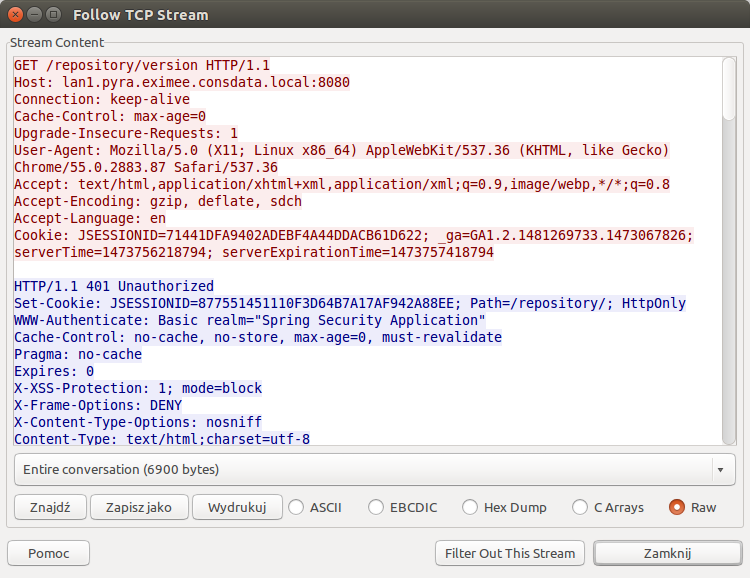 Follow TCP Stream
Stream Content
GET /repository/version HTTP/1.1
Host: lan1.pyra.eximee.consdata.local:8080
Connection: keep-alive
Cache-Control: max-age=0
Upgrade-Insecure-Requests: 1
User-Agent: Mozilla/5.0 (X11; Linux x86_64) AppleWebKit/537.36 (KHTML, like Gecko)
Chrome/55.0.2883.87 Safari/537.36
Accept: text/html,application/xhtml+xml,application/xml;q=0.9,image/webp,*/*;q=0.8
Accept-Encoding: gzip, deflate, sdch
Accept-Language: en
Cookie: JSESSIONID=71441DFA9402ADEBF4A44DDACB61D622; _ga=GA1.2.1481269733.1473067826;
serverTime=1473756218794; serverExpirationTime=1473757418794
HTTP/1.1 401 Unauthorized
Set-Cookie: JSESSIONID=877551451110F3D64B7A17AF942A88EE; Path=/repository/; HttpOnly
WWW-Authenticate: Basic realm="Spring Security Application"
Cache-Control: no-cache, no-store, max-age=0, must-revalidate
Pragma: no-cache
Expires: 0
X-XSS-Protection: 1; mode=block
X-Frame-Options: DENY
X-Content-Type-Options: nosniff
Content-Type: text/html;charset=utf-8
Entire conversation (6900 bytes)
Znajdź Zapisz jako Wydrukuj ASCII EBCDIC Hex Dump C Arrays Raw
Pomoc Filter Out This Stream Zamknij